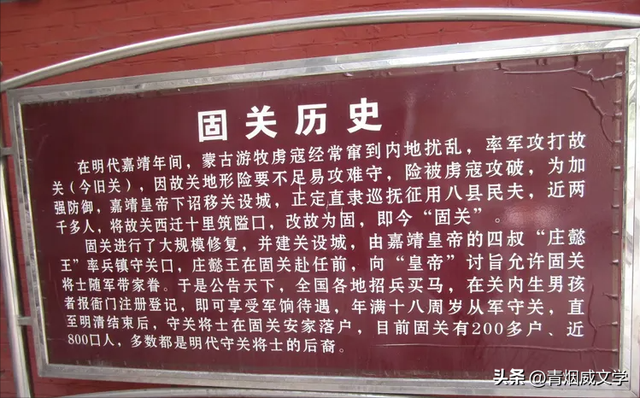 固关历史
在明代嘉靖年间，蒙古游牧虏寇经常窜到内地扰乱，率军攻打故
关（今旧关），因故关地形险要不足易攻难守，险被虏寇攻破，为加
强防御，嘉靖皇帝下诏移关设城，正定直隶巡抚征用八县民夫，近两
千多人，将故关西迁十里筑隘口，改故为固，即今“固关”。
固关进行了大规模修复，并建关设城，由嘉靖皇帝的四叔“庄懿
王”率兵镇守关口，庄懿王在固关赴任前，向“皇帝”讨旨允许固关
将士随军带家眷。于是公告天下，全国各地招兵买马，在关内生男孩
者报衙门注册登记，即可享受军饷待遇，年满十八周岁从军守关，直
至明清结束后，守关将士在固关安家落户，目前固关有200多户、近
800口人，多数都是明代守关将士的后裔。
头条 @青烟威文学